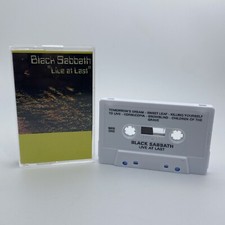 Black Sabbath
"Live at Last"
TOMORROW'S DREAM - SWEET LEAF - KILLING YOURSELF
TO LIVE - CORNUCOPIA - SNOWBLIND - CHILDREN OF THE
GRAVE
BLACK SABBATH
LIVE AT LAST